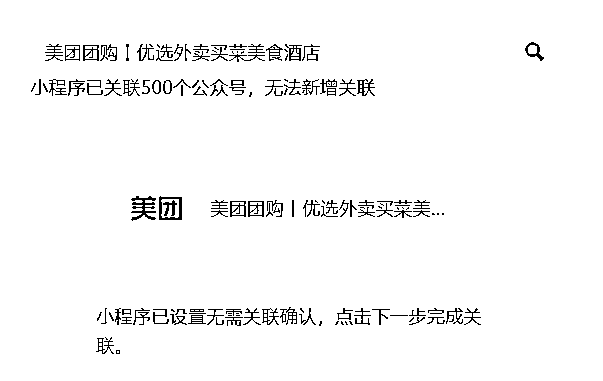 美团团购丨优选外卖买菜美食酒店
小程序已关联500个公众号，无法新增关联
美团 美团团购丨优选外卖买菜美...
小程序已设置无需关联确认，点击下一步完成关
联。